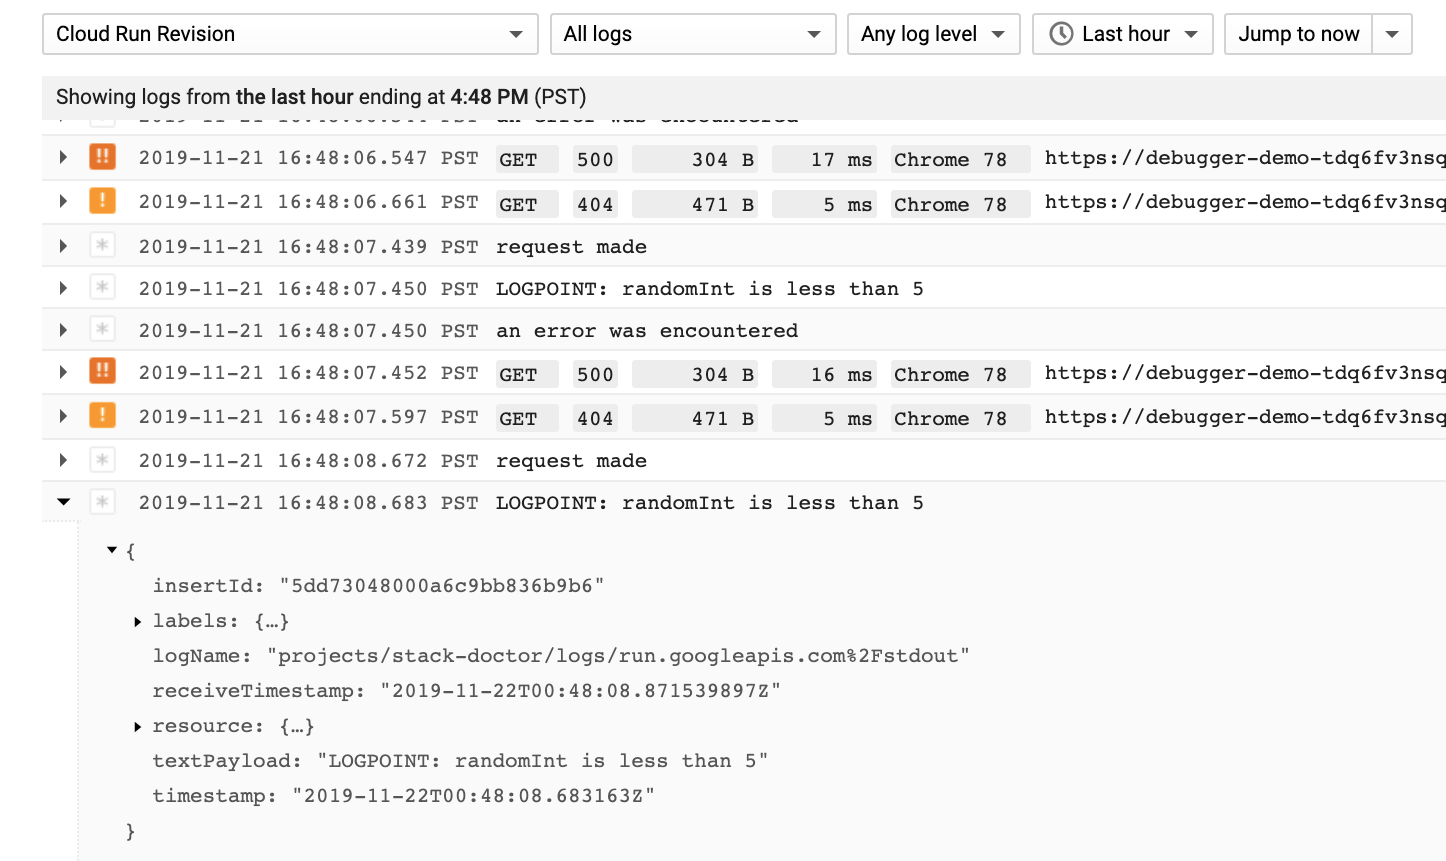 Cloud Run Revision All logs Any log level Last hour Jump to now
Showing logs from the last hour ending at 4:48 PM (PST)
an error was encountered
2019-11-21 16:48:06.547 PST GET 500 304 B 17 ms Chrome 78 https://debugger-demo-tdq6fv3nsq
2019-11-21 16:48:06.661 PST GET 404 471 B 5 ms Chrome 78 https://debugger-demo-tdq6fv3nsq
2019-11-21 16:48:07.439 PST request made
2019-11-21 16:48:07.450 PST LOGPOINT: randomInt is less than 5
2019-11-21 16:48:07.450 PST an error was encountered
2019-11-21 16:48:07.452 PST GET 500 304 B 16 ms Chrome 78 https://debugger-demo-tdq6fv3nsq
2019-11-21 16:48:07.597 PST GET 404 471 B 5 ms Chrome 78 https://debugger-demo-tdq6fv3nsq
2019-11-21 16:48:08.672 PST request made
2019-11-21 16:48:08.683 PST LOGPOINT: randomInt is less than 5
{
insertId: "5dd73048000a6c9bb836b9b6"
labels: {…}
logName: "projects/stack-doctor/logs/run.googleapis.com%2Fstdout"
receiveTimestamp: "2019-11-22T00:48:08.871539897Z"
resource: {…}
textPayload: "LOGPOINT: randomInt is less than 5"
timestamp: "2019-11-22T00:48:08.683163Z"
}